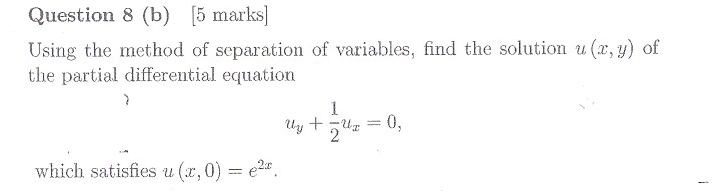 Question 8 (b) [5 marks]
Using the method of separation of variables, find the solution u (x, y) of
the partial differential equation
u_y + \frac{1}{2} u_x = 0,
which satisfies u (x, 0) = e^{2x}.